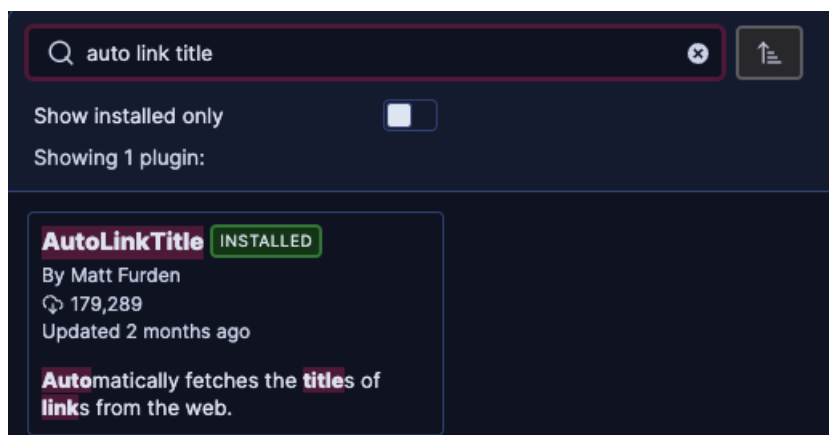 auto link title
Show installed only
Showing 1 plugin:
AutoLinkTitle INSTALLED
By Matt Furden
179,289
Updated 2 months ago
Automatically fetches the titles of
links from the web.